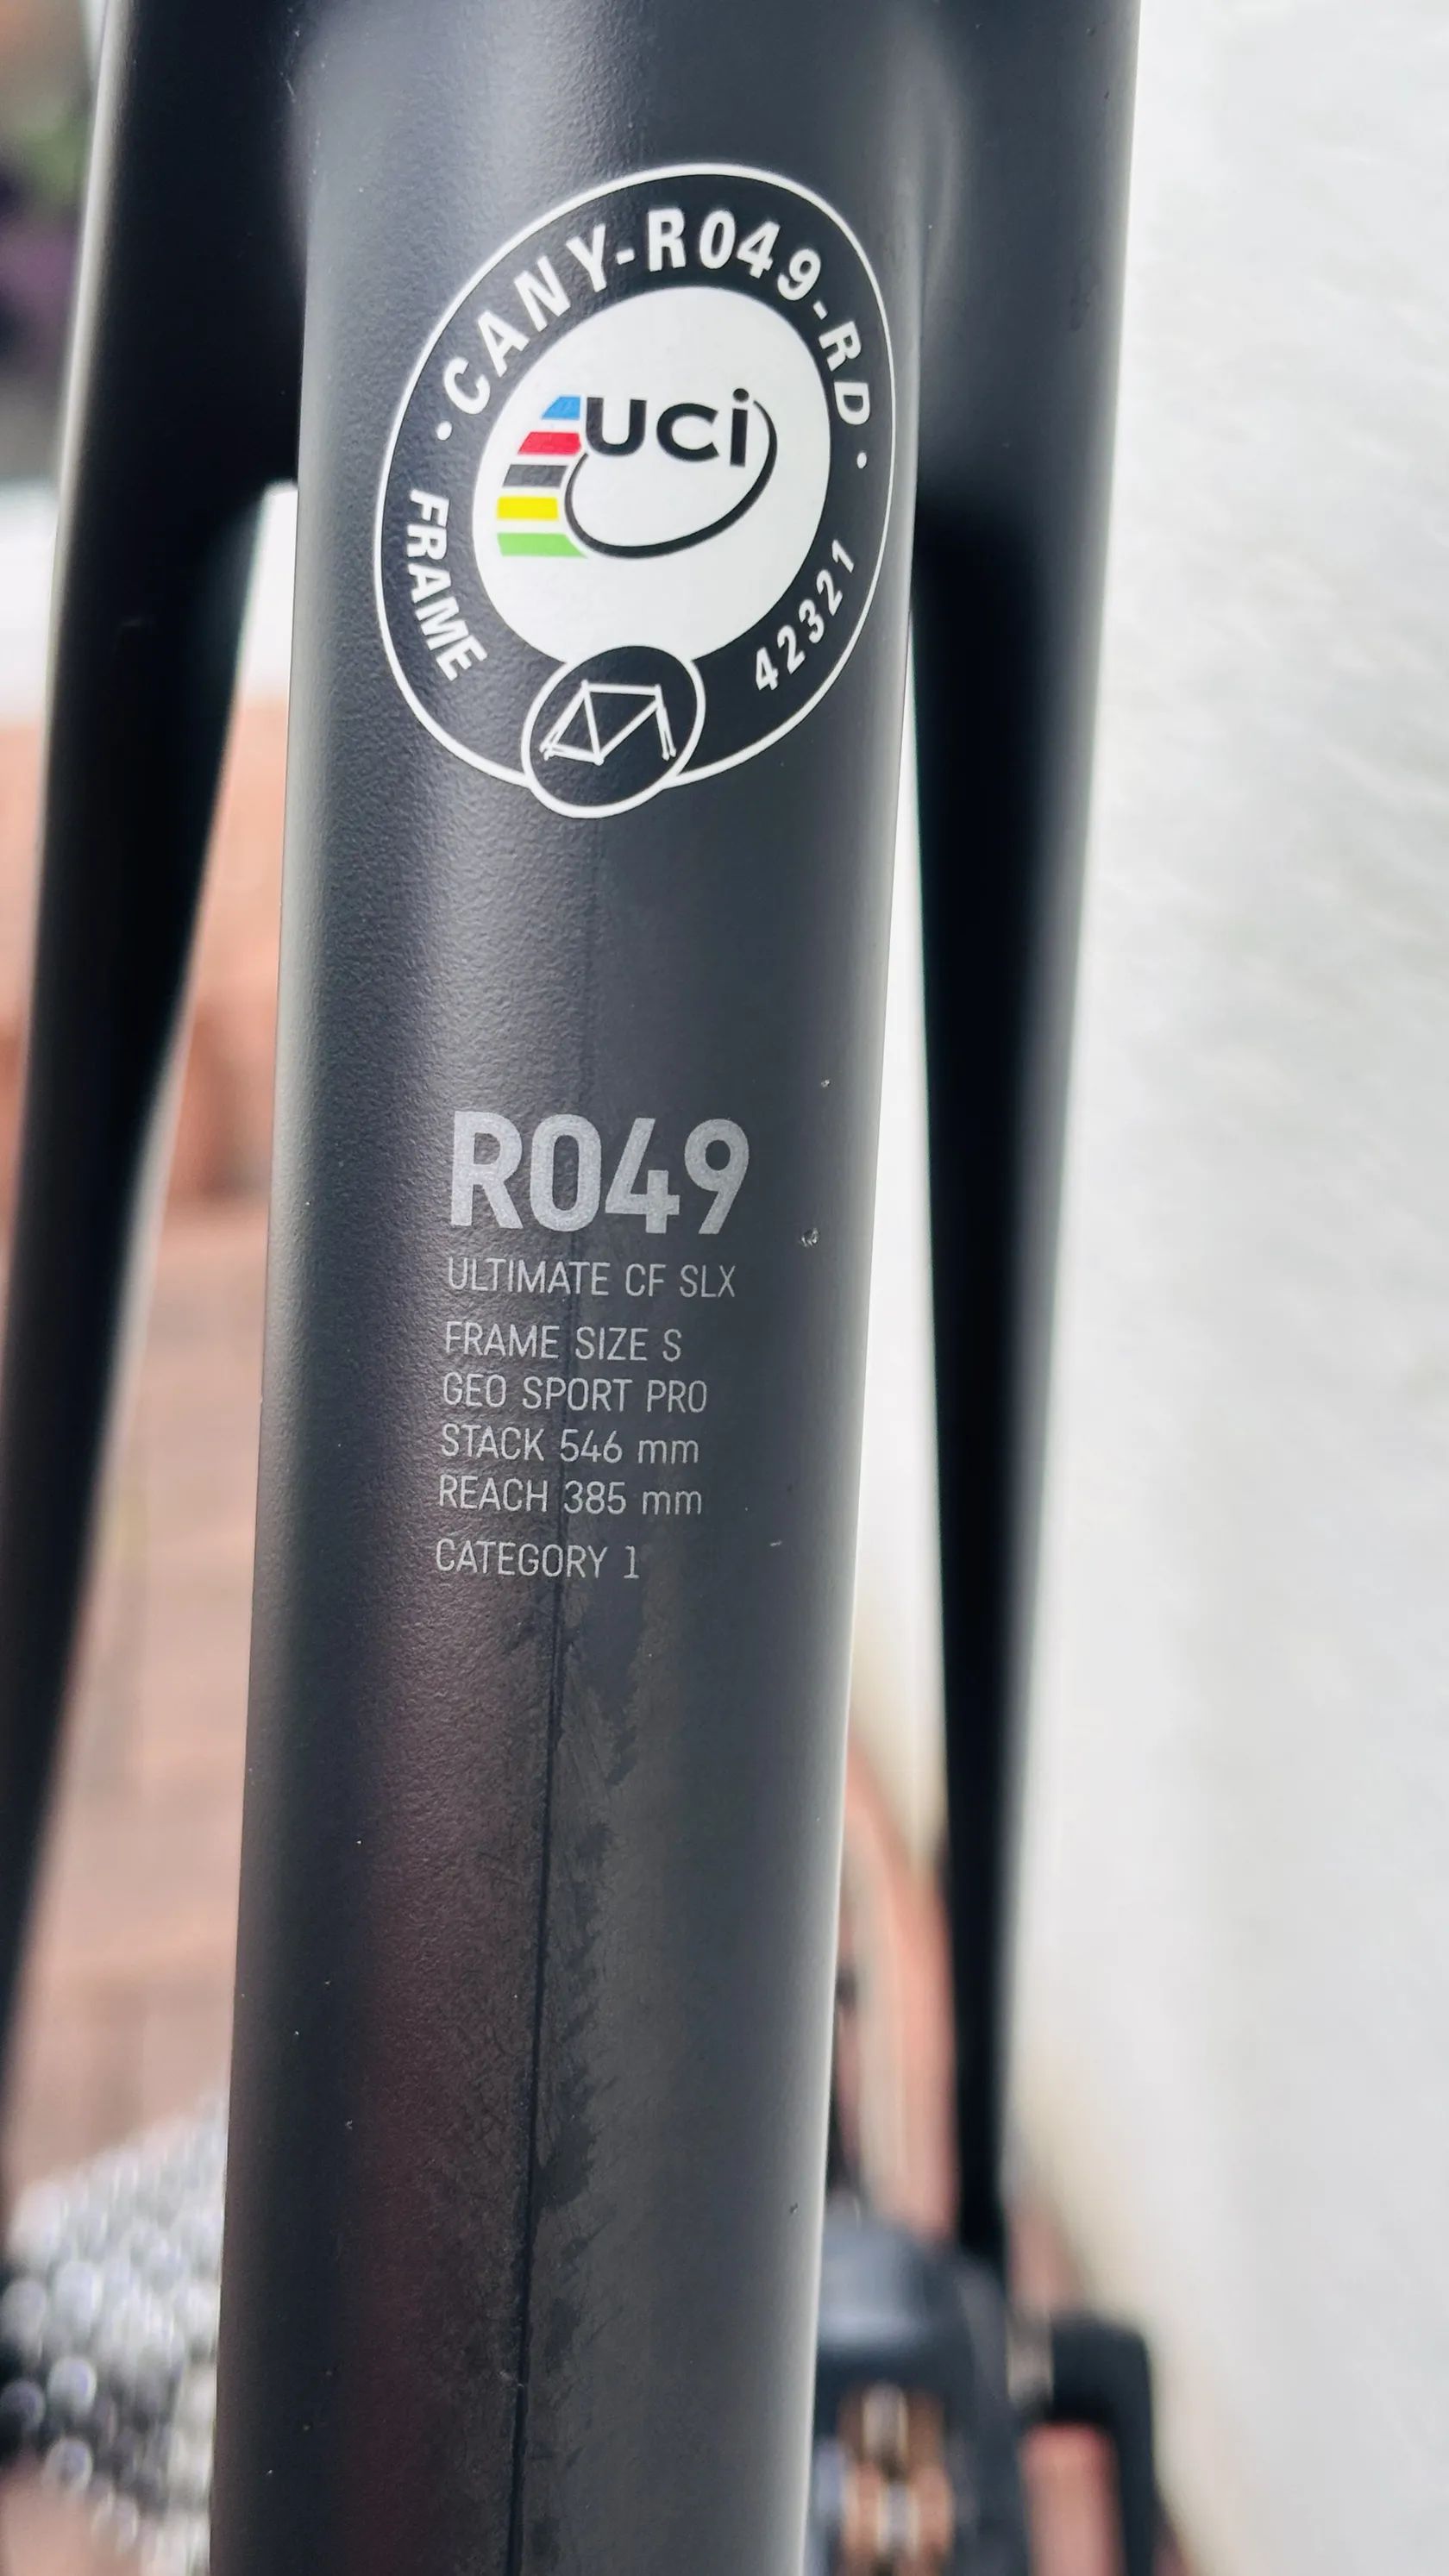 CANY-R049-RD
uci
FRAME
42321
R049
ULTIMATE CF SLX
FRAME SIZE S
GEO SPORT PRO
STACK 546 mm
REACH 385 mm
CATEGORY 1